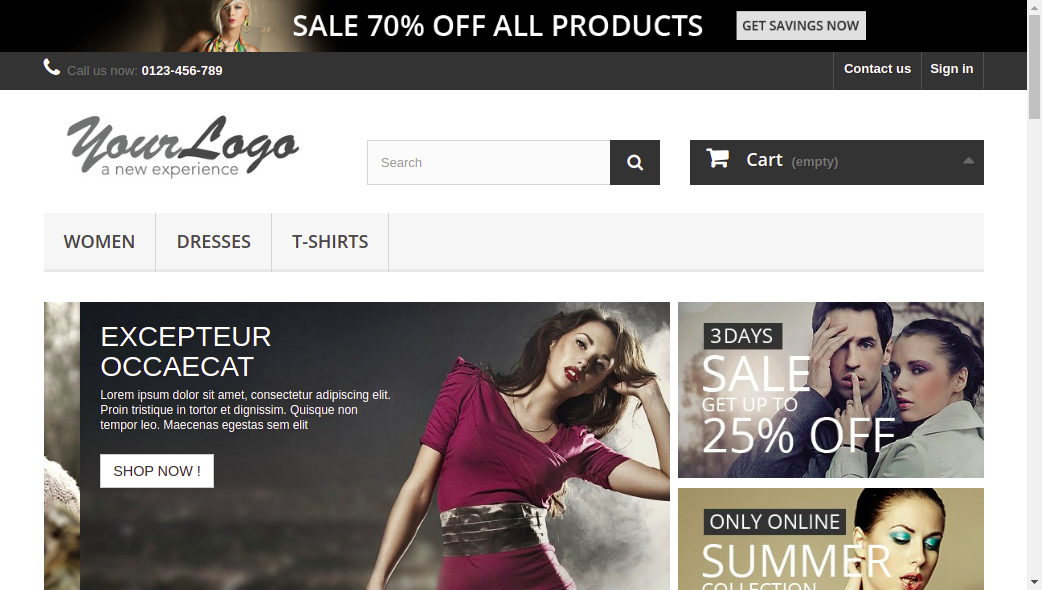 SALE 70% OFF ALL PRODUCTS
GET SAVINGS NOW
Call us now: 0123-456-789
Contact us
Sign in
YourLogo
a new experience
Search
Cart (empty)
WOMEN
DRESSES
T-SHIRTS
EXCEPTEUR
OCCAECAT
Lorem ipsum dolor sit amet, consectetur adipiscing elit.
Proin tristique in tortor et dignissim. Quisque non
tempor leo. Maecenas egestas sem elit
SHOP NOW !
3DAYS
SALE
GET UP TO
25% OFF
ONLY ONLINE
SUMMER
COLLECTION